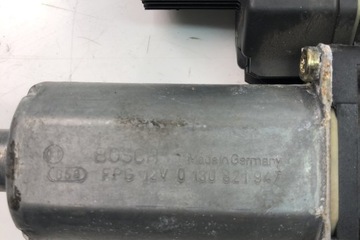 BOSCH Made in Germany
FPG 12V 0 130 821 947